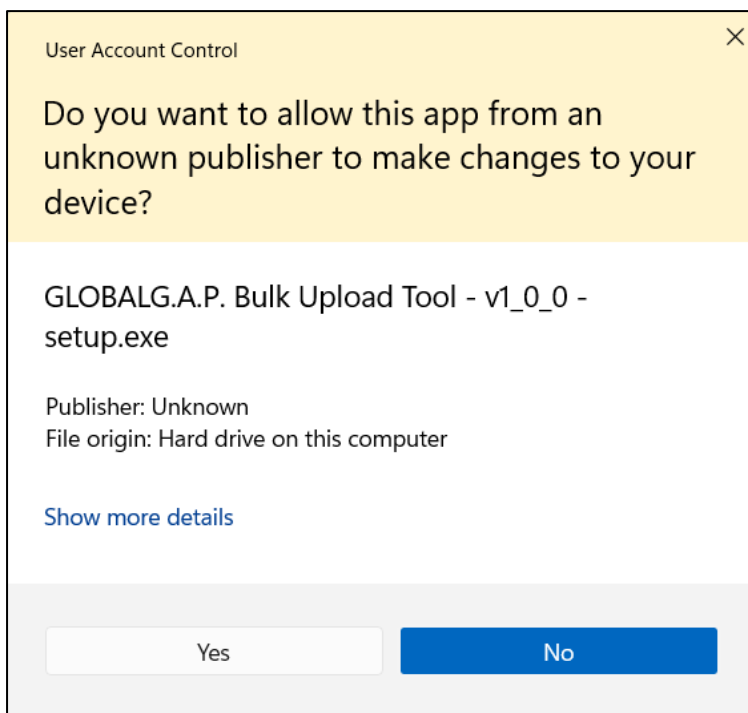 User Account Control
Do you want to allow this app from an
unknown publisher to make changes to your
device?
GLOBALG.A.P. Bulk Upload Tool - v1_0_0 -
setup.exe
Publisher: Unknown
File origin: Hard drive on this computer
Show more details
Yes
No